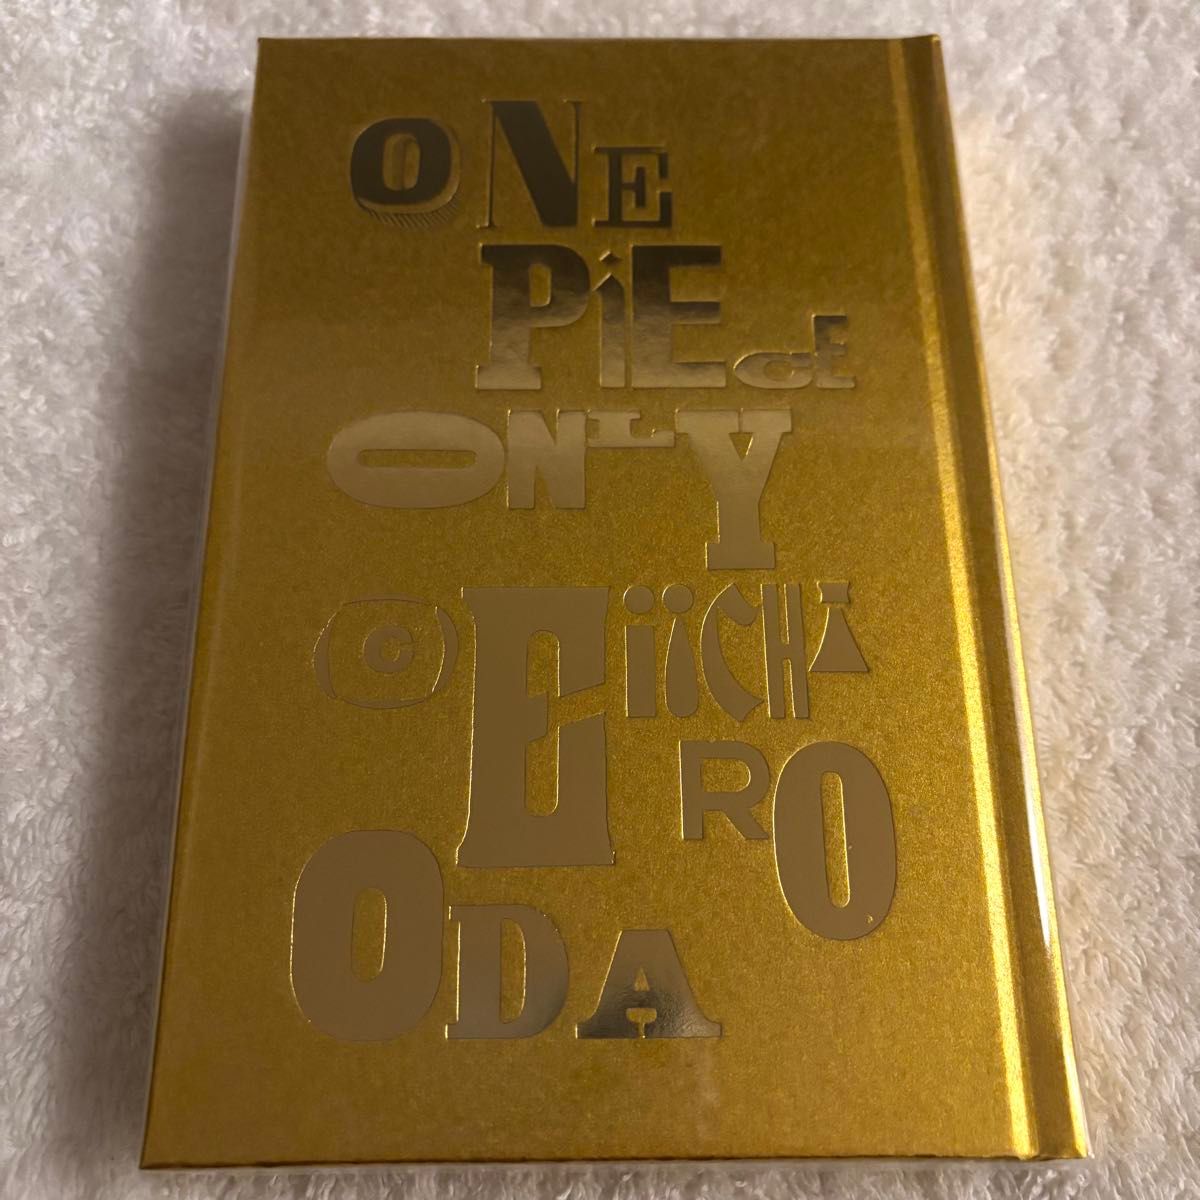 ONE
PiECE
ONLY
© EiiCHI
RO
ODA